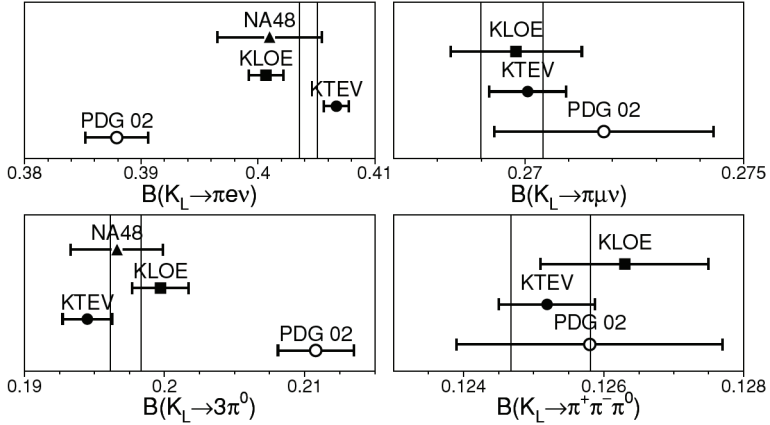 NA48
KLOE
KTEV
PDG 02
0.38 0.39 0.4 0.41
B(K_L→πeν)
KLOE
KTEV
PDG 02
0.27 0.275
B(K_L→πμν)
NA48
KLOE
KTEV
PDG 02
0.19 0.2 0.21
B(K_L→3π⁰)
KLOE
KTEV
PDG 02
0.124 0.126 0.128
B(K_L→π⁺π⁻π⁰)